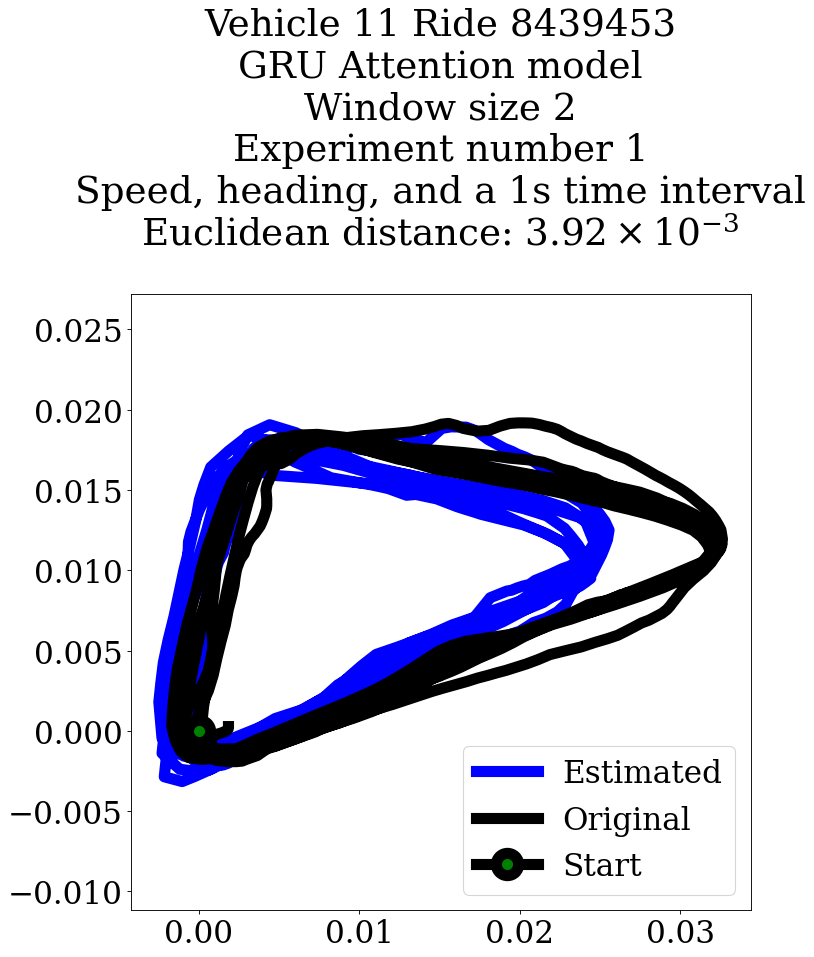 Vehicle 11 Ride 8439453
GRU Attention model
Window size 2
Experiment number 1
Speed, heading, and a 1s time interval
Euclidean distance: 3.92 × 10⁻³
0.025
0.020
0.015
0.010
0.005
0.000
−0.005
−0.010
Estimated
Original
Start
0.00 0.01 0.02 0.03